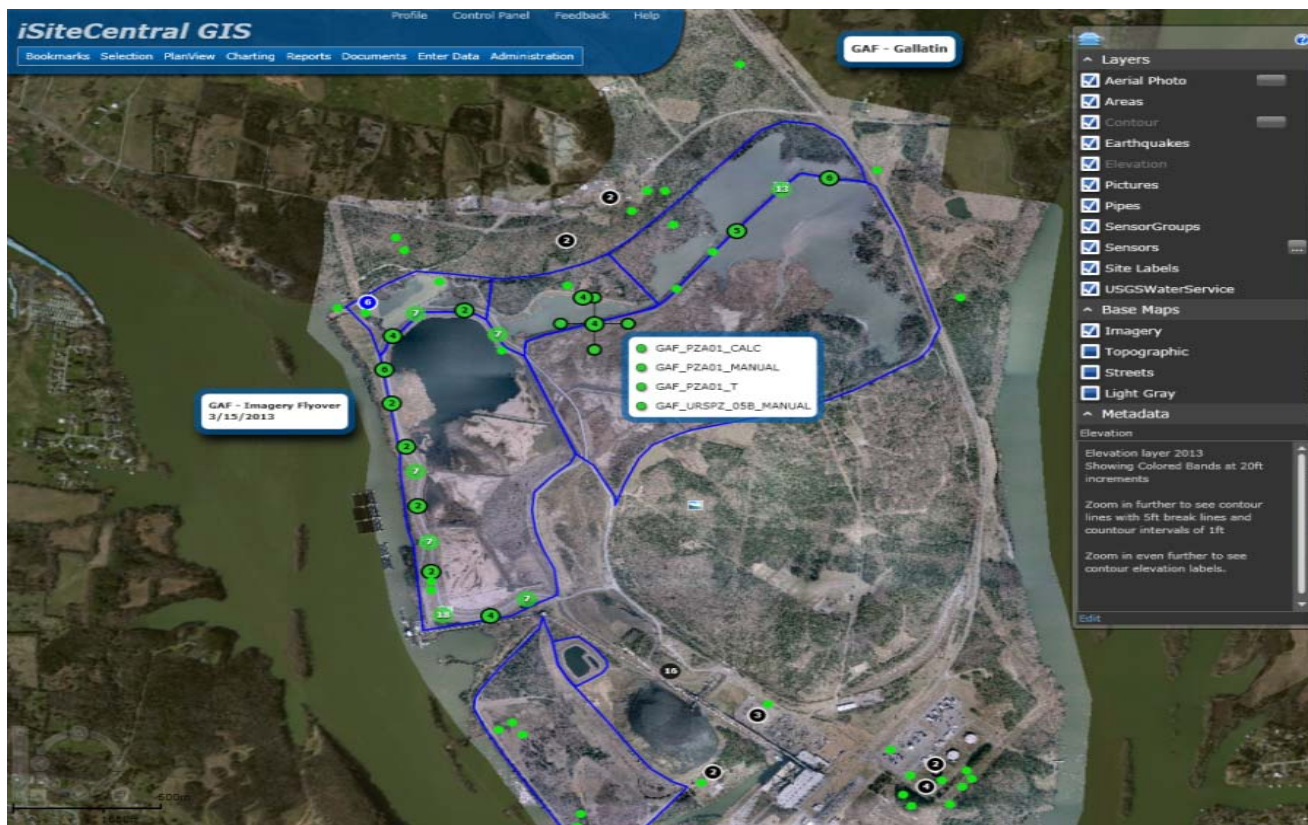 Profile Control Panel Feedback Help
iSiteCentral GIS
Bookmarks Selection PlanView Charting Reports Documents Enter Data Administration
GAF - Gallatin
Layers
Aerial Photo
Areas
Contour
Earthquakes
Elevation
Pictures
Pipes
SensorGroups
Sensors
...
Site Labels
USGSWaterService
Base Maps
Imagery
Topographic
Streets
Light Gray
Metadata
Elevation
Elevation layer 2013
Showing Colored Bands at 20ft
increments
Zoom in further to see contour
lines with 5ft break lines and
countour intervals of 1ft
Zoom in even further to see
contour elevation labels.
Edit
2
13
6
2
5
6
4
7
2
4
4
7
6
GAF_PZA01_CALC
GAF_PZA01_MANUAL
GAF_PZA01_T
GAF_URSPZ_05B_MANUAL
GAF - Imagery Flyover
3/15/2013
2
2
7
2
7
2
7
4
16
3
2
2
4
600m